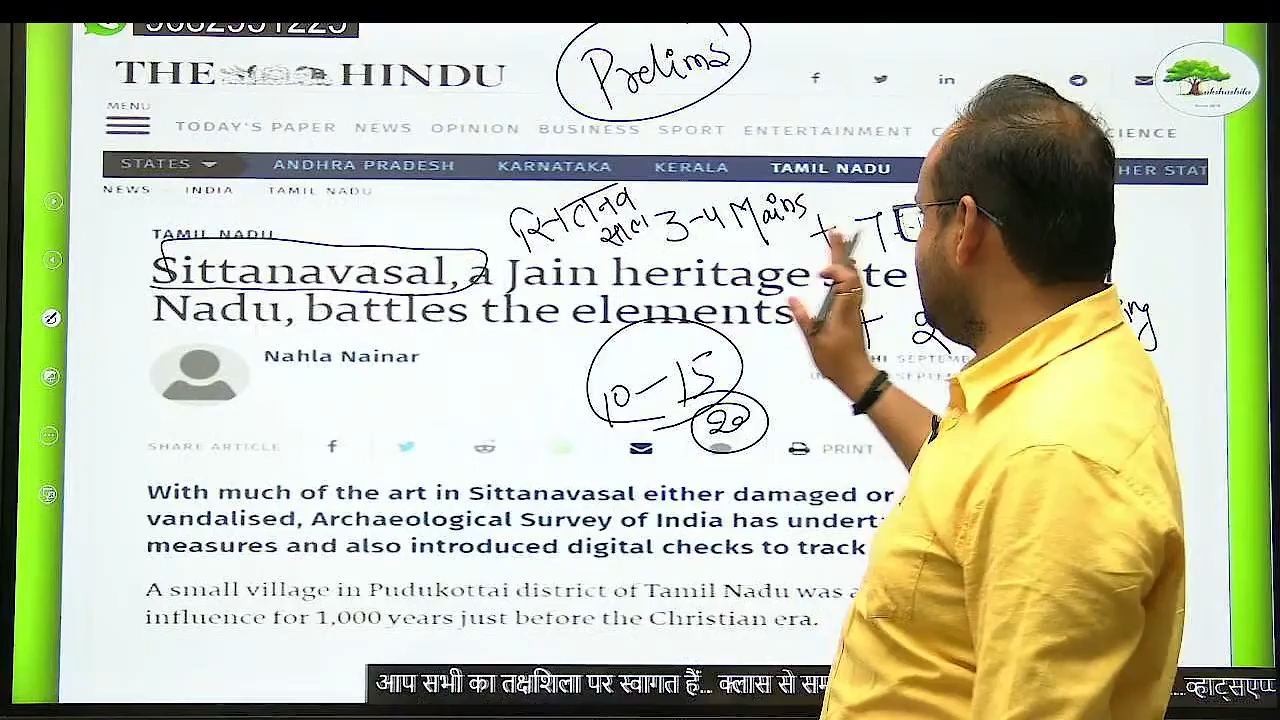 Prelims
THE HINDU
MENU
TODAY'S PAPER NEWS OPINION BUSINESS SPORT ENTERTAINMENT
STATES ANDHRA PRADESH KARNATAKA KERALA TAMIL NADU
NEWS INDIA TAMIL NADU
3-4 Mains +
TAMIL NADU
Sittanavasal, a Jain heritage site
Nadu, battles the elements
Nahla Nainar
10-15
20
SHARE ARTICLE PRINT
With much of the art in Sittanavasal either damaged or
vandalised, Archaeological Survey of India has
measures and also introduced digital checks to track
A small village in Pudukottai district of Tamil Nadu was
influence for 1,000 years just before the Christian era.
आप सभी का तक्षशिला पर स्वागत हैं... क्लास से